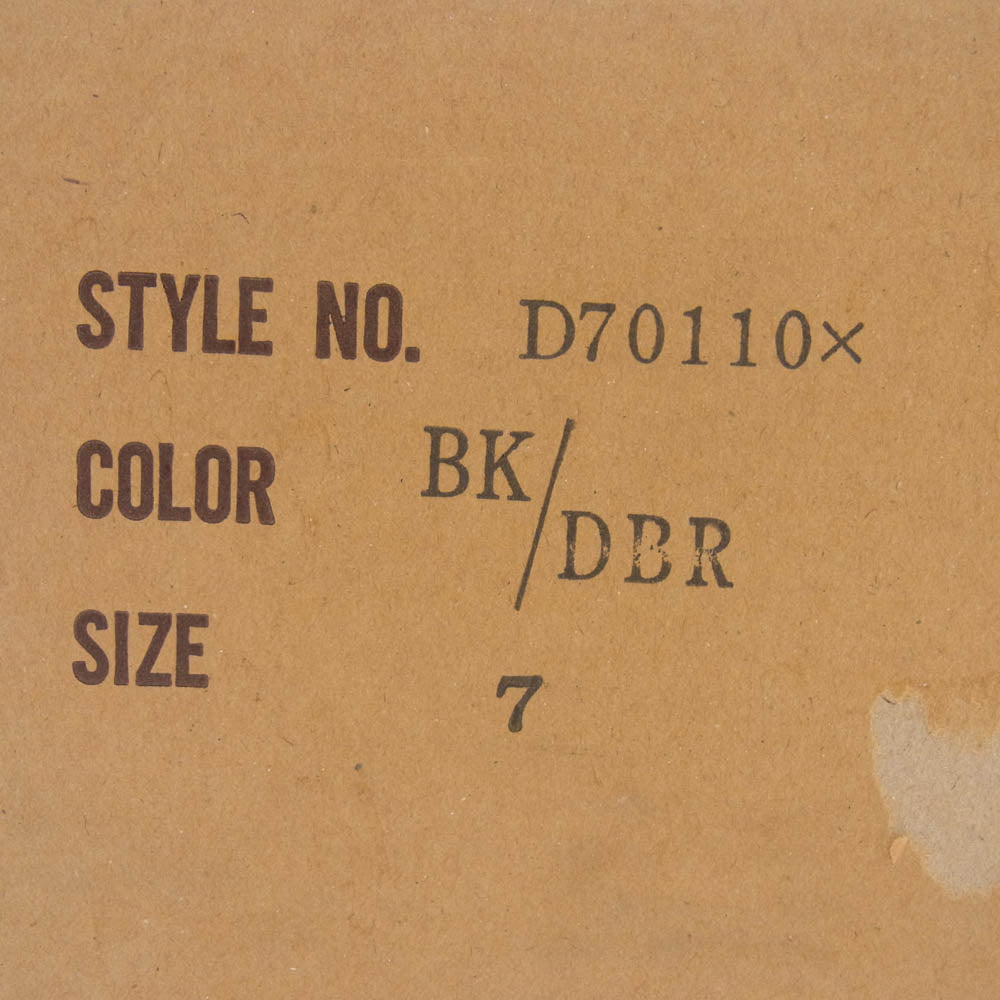 STYLE NO. D70110×
COLOR BK/DBR
SIZE 7